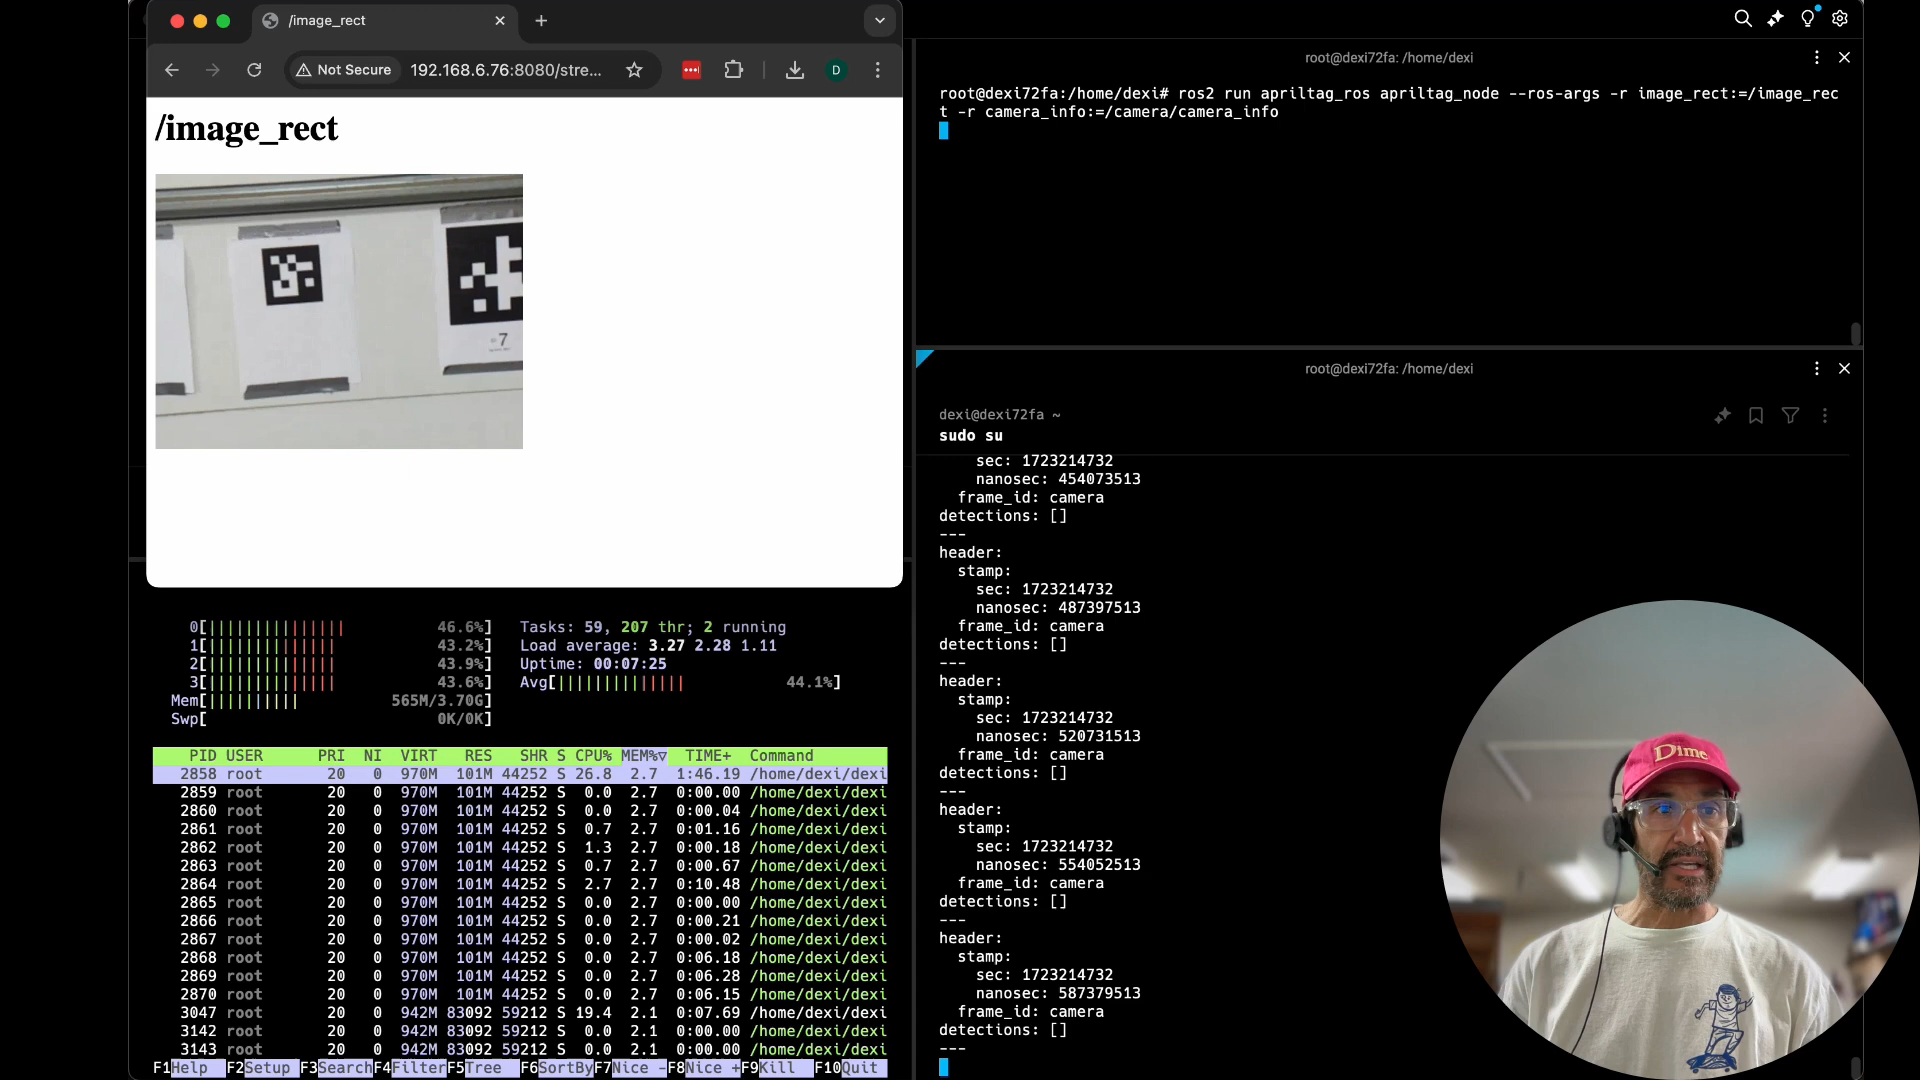 /image_rect
Not Secure
192.168.6.76:8080/stre...
D
/image_rect
7
root@dexi72fa: /home/dexi
root@dexi72fa:/home/dexi# ros2 run apriltag_ros apriltag_node --ros-args -r image_rect:=/image_rec
t -r camera_info:=/camera/camera_info
root@dexi72fa: /home/dexi
dexi@dexi72fa ~
sudo su
sec: 1723214732
nanosec: 454073513
frame_id: camera
detections: []
---
header:
stamp:
sec: 1723214732
nanosec: 487397513
frame_id: camera
detections: []
---
header:
stamp:
sec: 1723214732
nanosec: 520731513
frame_id: camera
detections: []
---
header:
stamp:
sec: 1723214732
nanosec: 554052513
frame_id: camera
detections: []
---
header:
stamp:
sec: 1723214732
nanosec: 587379513
frame_id: camera
detections: []
---
0[||||||||||||||| 46.6%] Tasks: 59, 207 thr; 2 running
1[|||||||||||||| 43.2%] Load average: 3.27 2.28 1.11
2[|||||||||||||| 43.9%] Uptime: 00:07:25
3[|||||||||||||| 43.6%] Avg[|||||||||||||| 44.1%]
Mem[|||||||||| 565M/3.70G]
Swp[ 0K/0K]
PID USER PRI NI VIRT RES SHR S CPU% MEM%▽ TIME+ Command
2858 root 20 0 970M 101M 44252 S 26.8 2.7 1:46.19 /home/dexi/dexi
2859 root 20 0 970M 101M 44252 S 0.0 2.7 0:00.00 /home/dexi/dexi
2860 root 20 0 970M 101M 44252 S 0.0 2.7 0:00.04 /home/dexi/dexi
2861 root 20 0 970M 101M 44252 S 0.7 2.7 0:01.16 /home/dexi/dexi
2862 root 20 0 970M 101M 44252 S 1.3 2.7 0:00.18 /home/dexi/dexi
2863 root 20 0 970M 101M 44252 S 0.7 2.7 0:00.67 /home/dexi/dexi
2864 root 20 0 970M 101M 44252 S 2.7 2.7 0:10.48 /home/dexi/dexi
2865 root 20 0 970M 101M 44252 S 0.0 2.7 0:00.00 /home/dexi/dexi
2866 root 20 0 970M 101M 44252 S 0.0 2.7 0:00.21 /home/dexi/dexi
2867 root 20 0 970M 101M 44252 S 0.0 2.7 0:00.02 /home/dexi/dexi
2868 root 20 0 970M 101M 44252 S 0.0 2.7 0:06.18 /home/dexi/dexi
2869 root 20 0 970M 101M 44252 S 0.0 2.7 0:06.28 /home/dexi/dexi
2870 root 20 0 970M 101M 44252 S 0.0 2.7 0:06.15 /home/dexi/dexi
3047 root 20 0 942M 83092 59212 S 19.4 2.1 0:07.69 /home/dexi/dexi
3142 root 20 0 942M 83092 59212 S 0.0 2.1 0:00.00 /home/dexi/dexi
3143 root 20 0 942M 83092 59212 S 0.0 2.1 0:00.00 /home/dexi/dexi
F1Help F2Setup F3SearchF4FilterF5Tree F6SortByF7Nice -F8Nice +F9Kill F10Quit
Dime